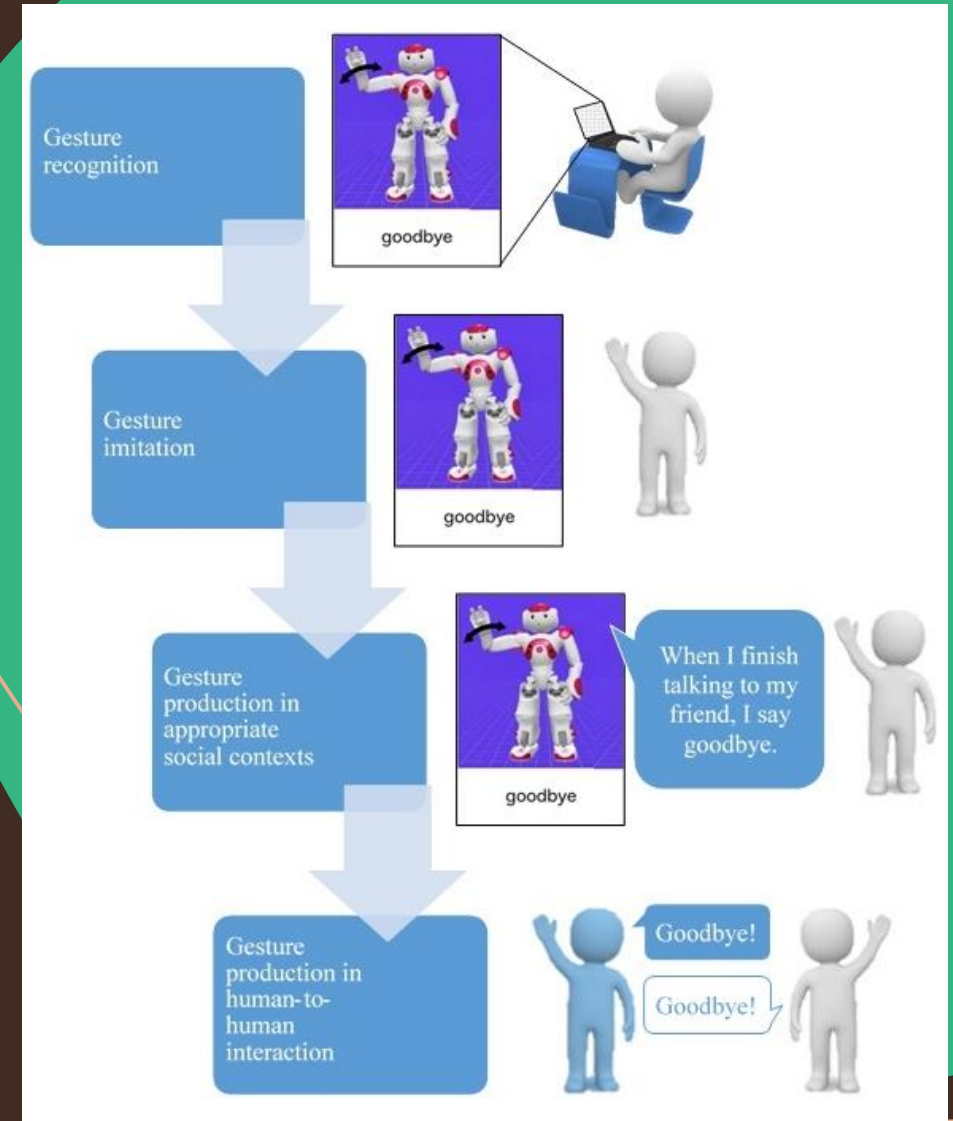 Gesture
recognition
goodbye
Gesture
imitation
goodbye
Gesture
production in
appropriate
social contexts
goodbye
When I finish
talking to my
friend, I say
goodbye.
Gesture
production in
human-to-
human
interaction
Goodbye!
Goodbye!